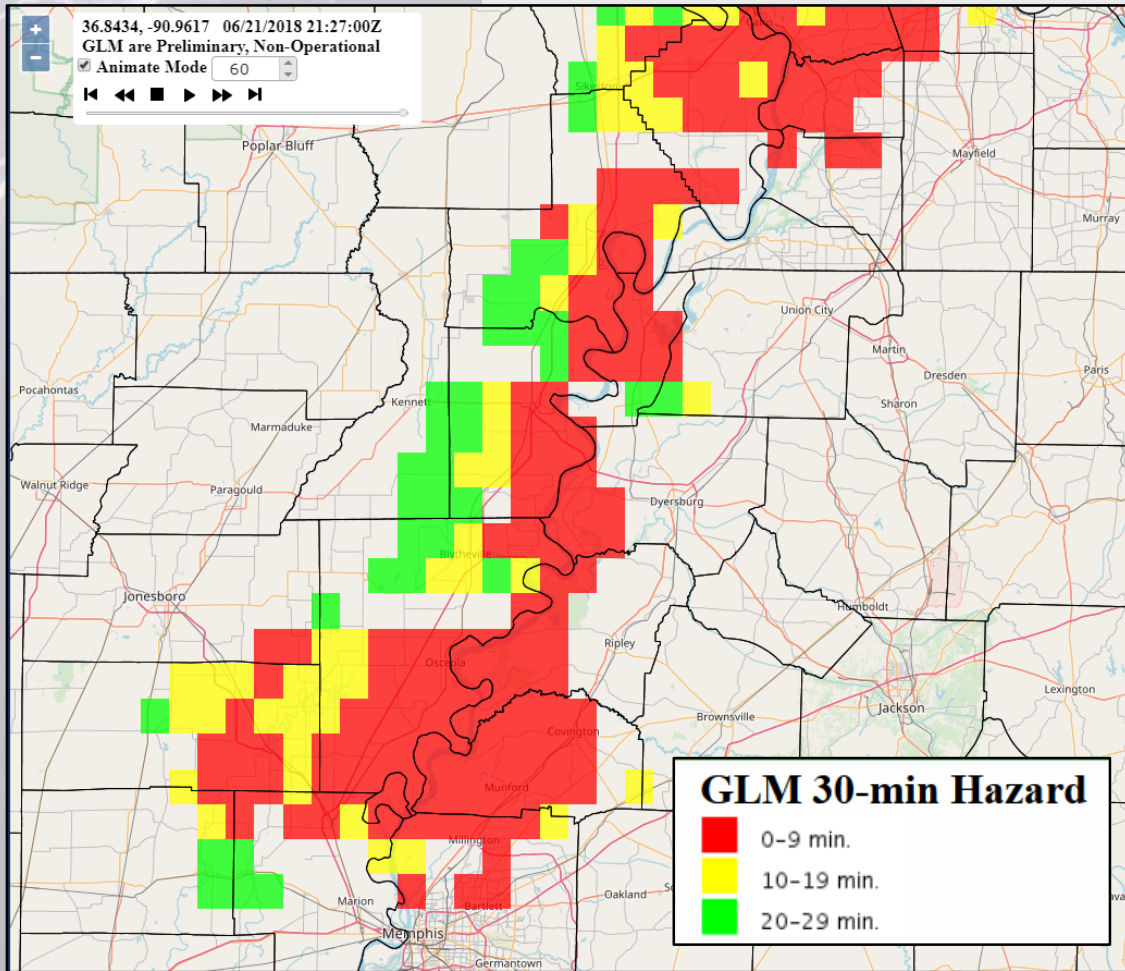 +
−
36.8434, -90.9617 06/21/2018 21:27:00Z
GLM are Preliminary, Non-Operational
Animate Mode 60
Sikeston
Poplar Bluff
Mayfield
Murray
Union City
Martin
Pocahontas
Dresden
Paris
Kennett
Sharon
Marmaduke
Walnut Ridge
Paragould
Dyersburg
Blytheville
Jonesboro
Humboldt
Ripley
Osceola
Lexington
Jackson
Brownsville
Covington
Munford
GLM 30-min Hazard
0–9 min.
10–19 min.
20–29 min.
Millington
Oakland
Marion
Bartlett
Memphis
Germantown